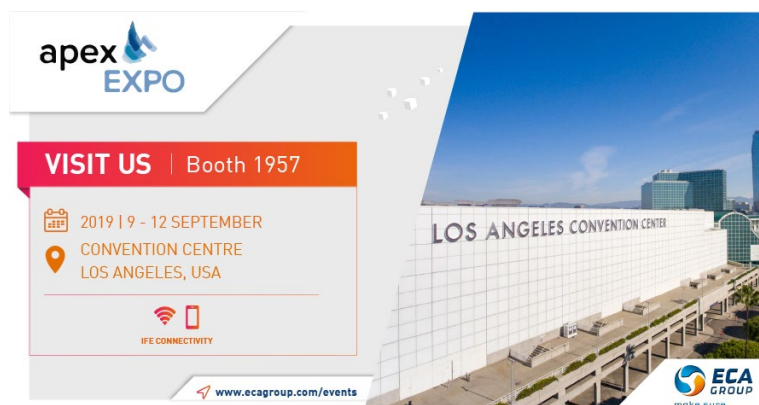 apex
EXPO
VISIT US | Booth 1957
2019 | 9 - 12 SEPTEMBER
CONVENTION CENTRE
LOS ANGELES, USA
IFE CONNECTIVITY
www.ecagroup.com/events
LOS ANGELES CONVENTION CENTER
ECA
GROUP